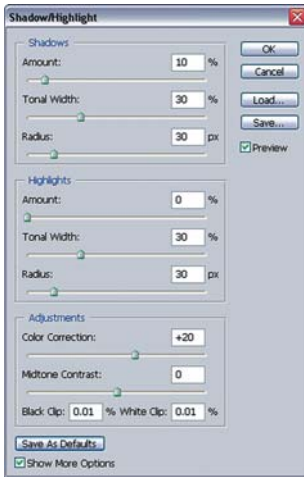 Shadow/Highlight
Shadows
Amount: 10 %
Tonal Width: 30 %
Radius: 30 px
Highlights
Amount: 0 %
Tonal Width: 30 %
Radius: 30 px
Adjustments
Color Correction: +20
Midtone Contrast: 0
Black Clip: 0.01 % White Clip: 0.01 %
Save As Defaults
Show More Options
OK
Cancel
Load...
Save...
Preview